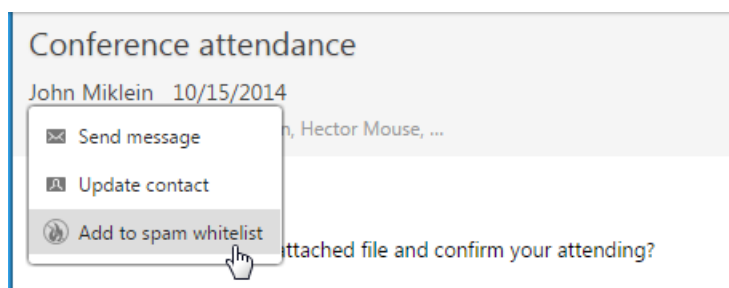 Conference attendance
John Miklein 10/15/2014
Hector Mouse, ...
Send message
Update contact
Add to spam whitelist
attached file and confirm your attending?